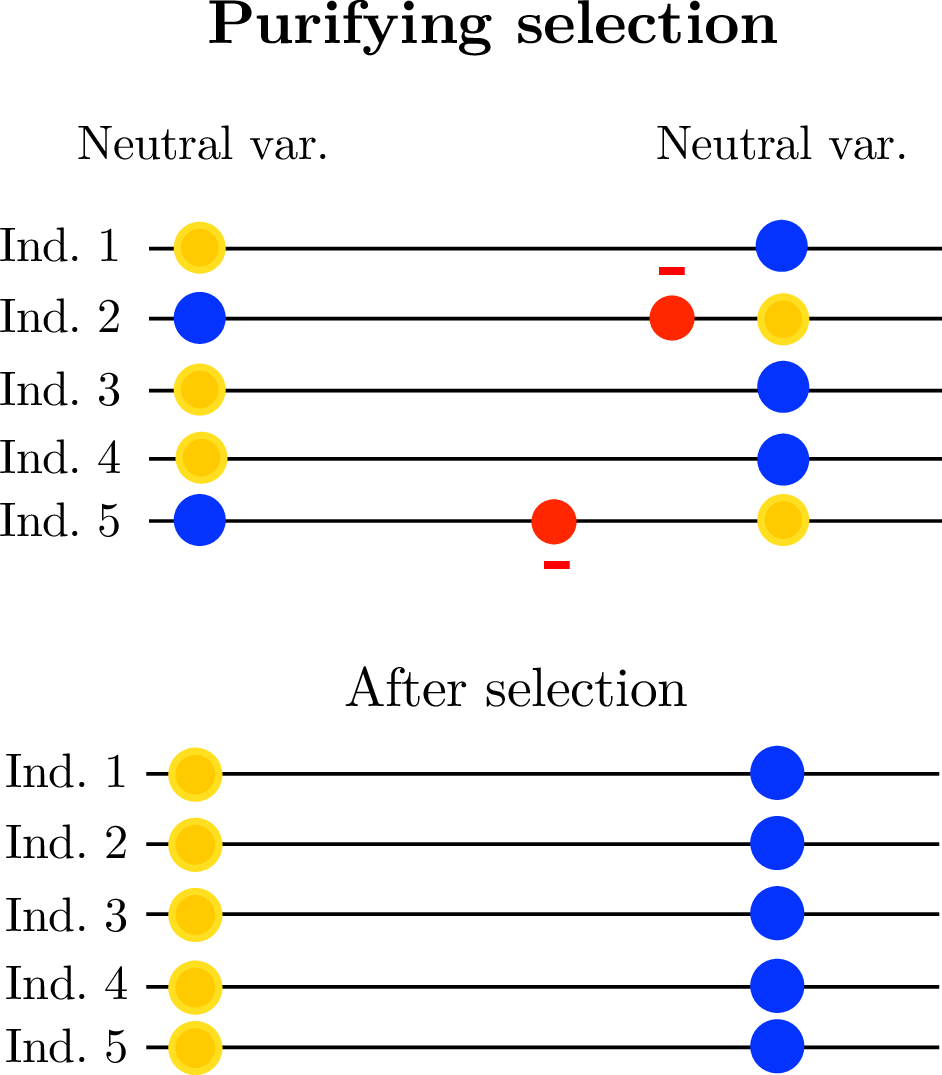 Purifying selection
Neutral var. Neutral var.
Ind. 1
Ind. 2
Ind. 3
Ind. 4
Ind. 5
After selection
Ind. 1
Ind. 2
Ind. 3
Ind. 4
Ind. 5